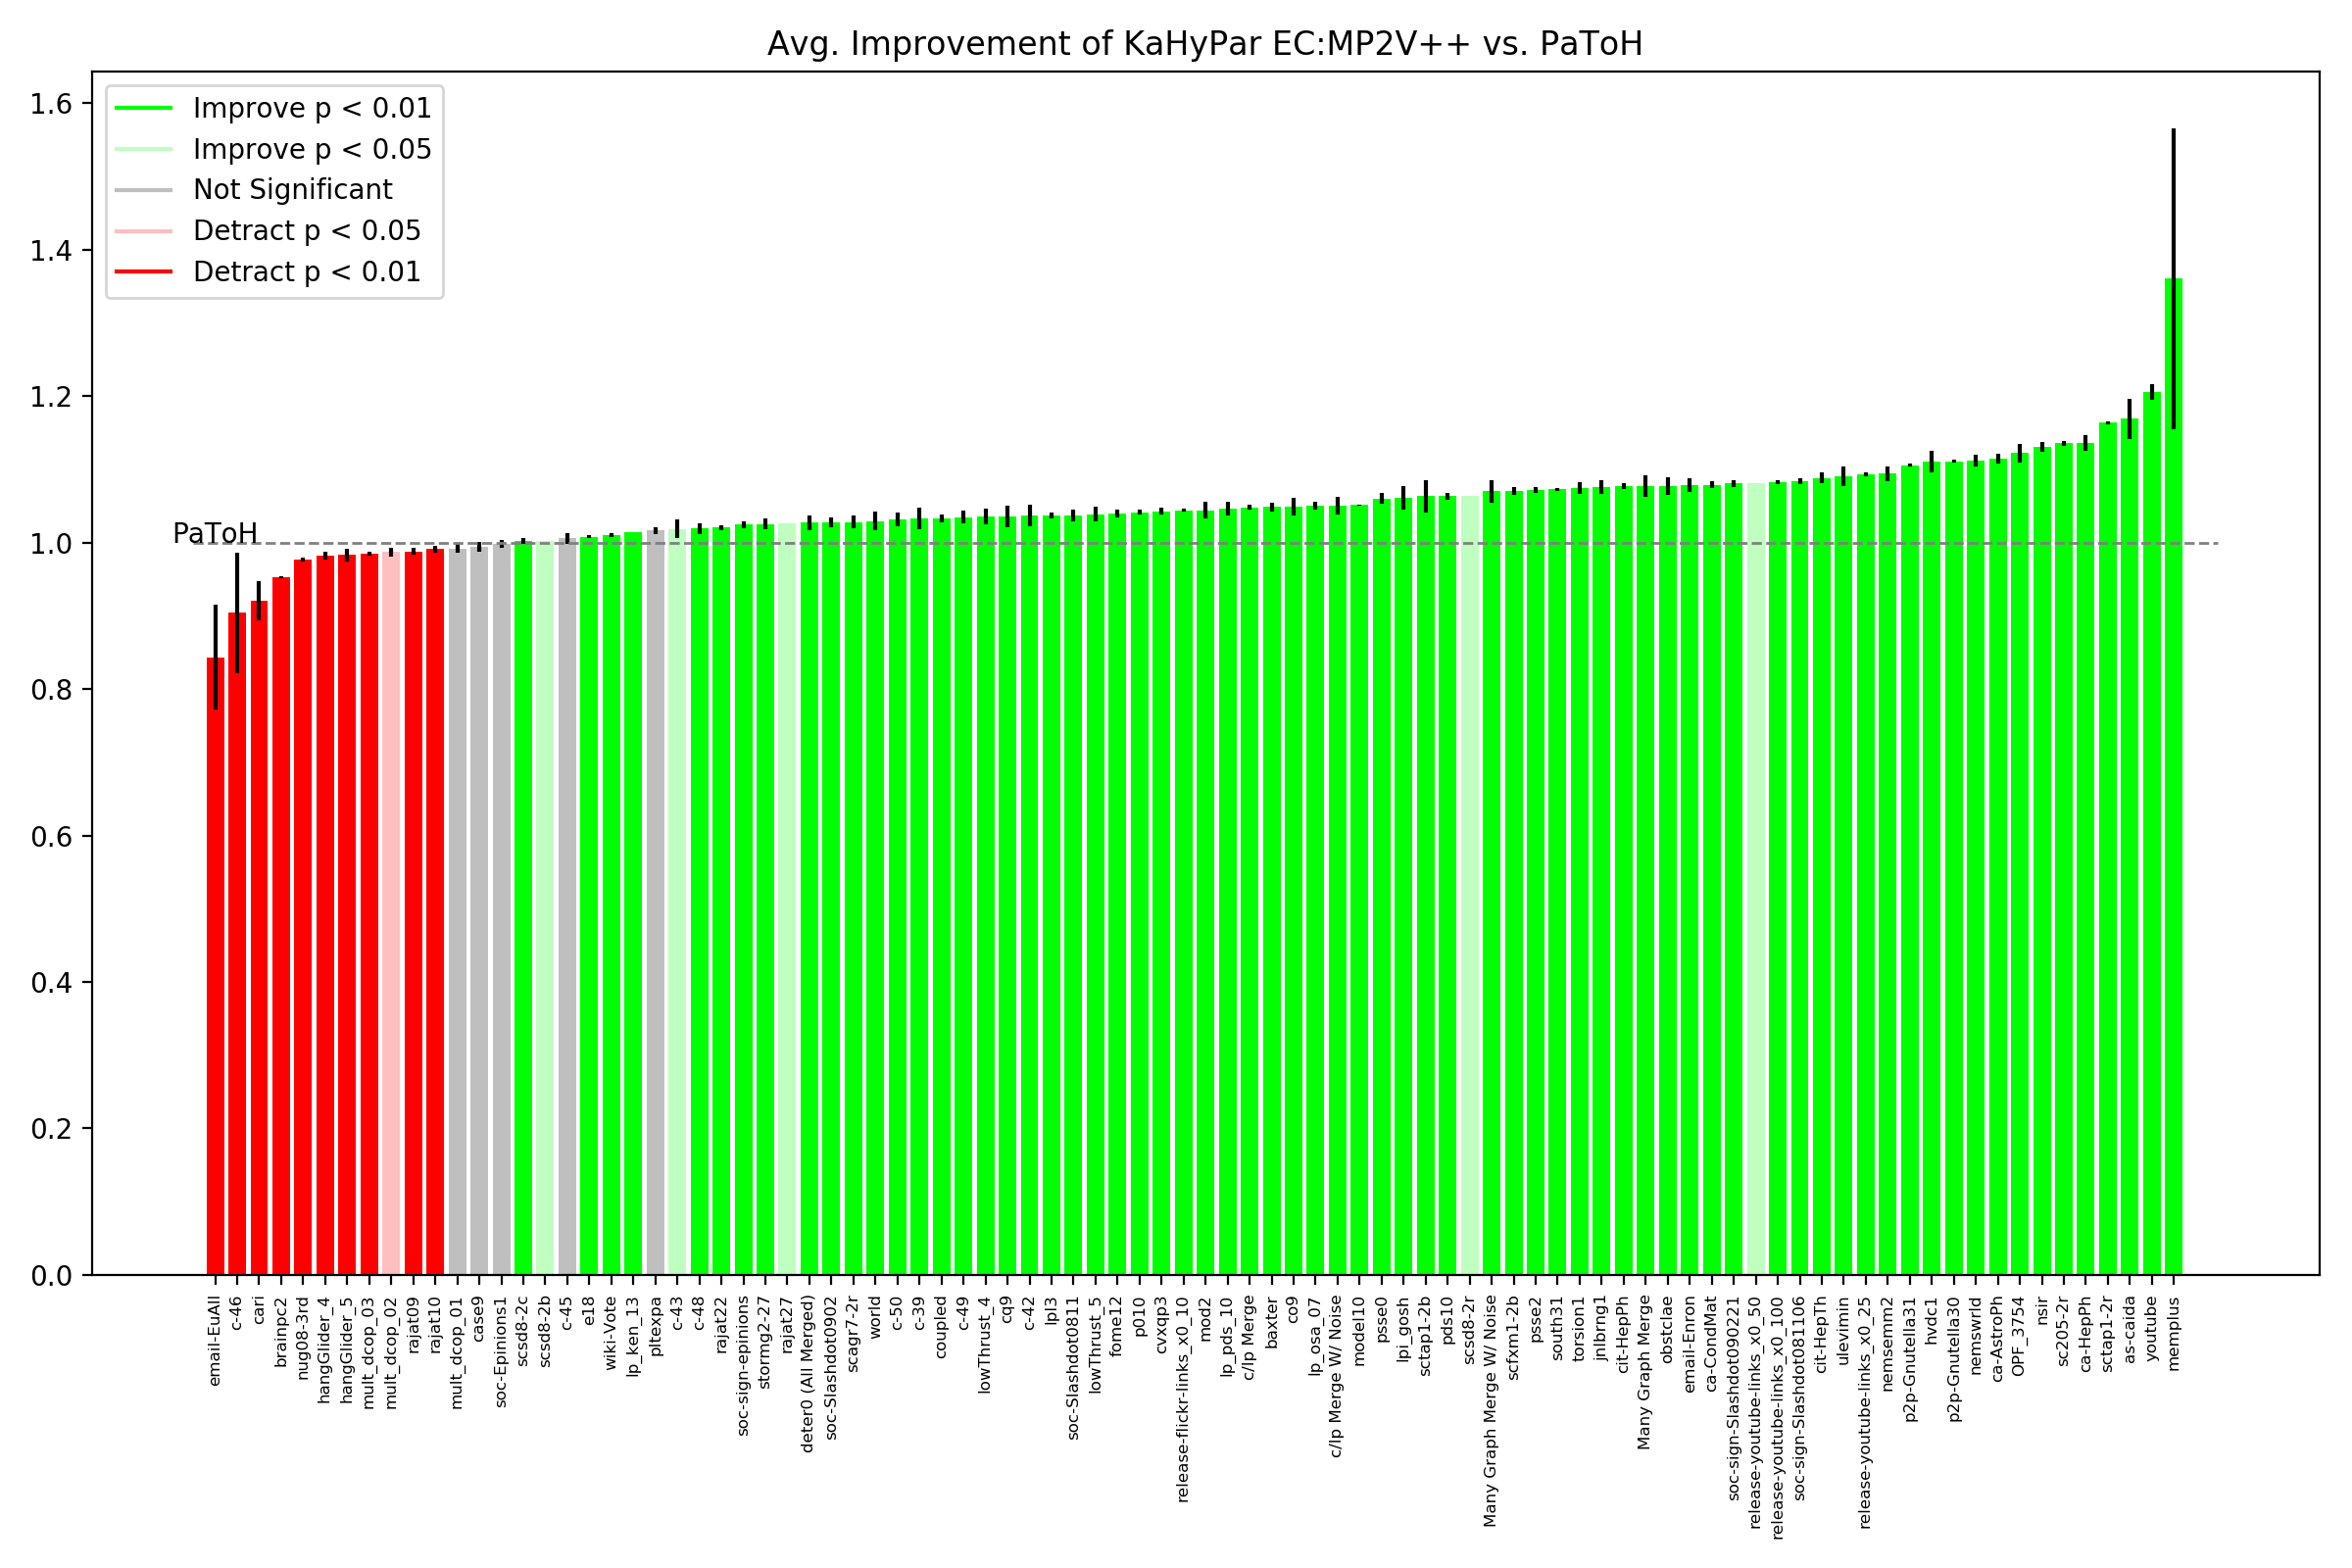 Avg. Improvement of KaHyPar EC:MP2V++ vs. PaToH
Improve p < 0.01
Improve p < 0.05
Not Significant
Detract p < 0.05
Detract p < 0.01
1.6
1.4
1.2
1.0
0.8
0.6
0.4
0.2
0.0
PaToH
email-EuAll
c-46
cari
brainpc2
nug08-3rd
hangGlider_4
hangGlider_5
mult_dcop_03
mult_dcop_02
rajat09
rajat10
mult_dcop_01
case9
soc-Epinions1
scsd8-2c
scsd8-2b
c-45
e18
wiki-Vote
lp_ken_13
pltexpa
c-43
c-48
rajat22
soc-sign-epinions
stormg2-27
rajat27
deter0 (All Merged)
soc-Slashdot0902
scagr7-2r
world
c-50
c-39
coupled
c-49
lowThrust_4
cq9
c-42
lpl3
soc-Slashdot0811
lowThrust_5
fome12
p010
cvxqp3
release-flickr-links_x0_10
mod2
lp_pds_10
c/lp Merge
baxter
co9
lp_osa_07
c/lp Merge W/ Noise
model10
psse0
lpi_gosh
sctap1-2b
pds10
scsd8-2r
Many Graph Merge W/ Noise
scfxm1-2b
psse2
south31
torsion1
jnlbrng1
cit-HepPh
Many Graph Merge
obstclae
email-Enron
ca-CondMat
soc-sign-Slashdot090221
release-youtube-links_x0_50
release-youtube-links_x0_100
soc-sign-Slashdot081106
cit-HepTh
ulevimin
release-youtube-links_x0_25
nemsemm2
p2p-Gnutella31
hvdc1
p2p-Gnutella30
nemswrld
ca-AstroPh
OPF_3754
nsir
sc205-2r
ca-HepPh
sctap1-2r
as-caida
youtube
memplus